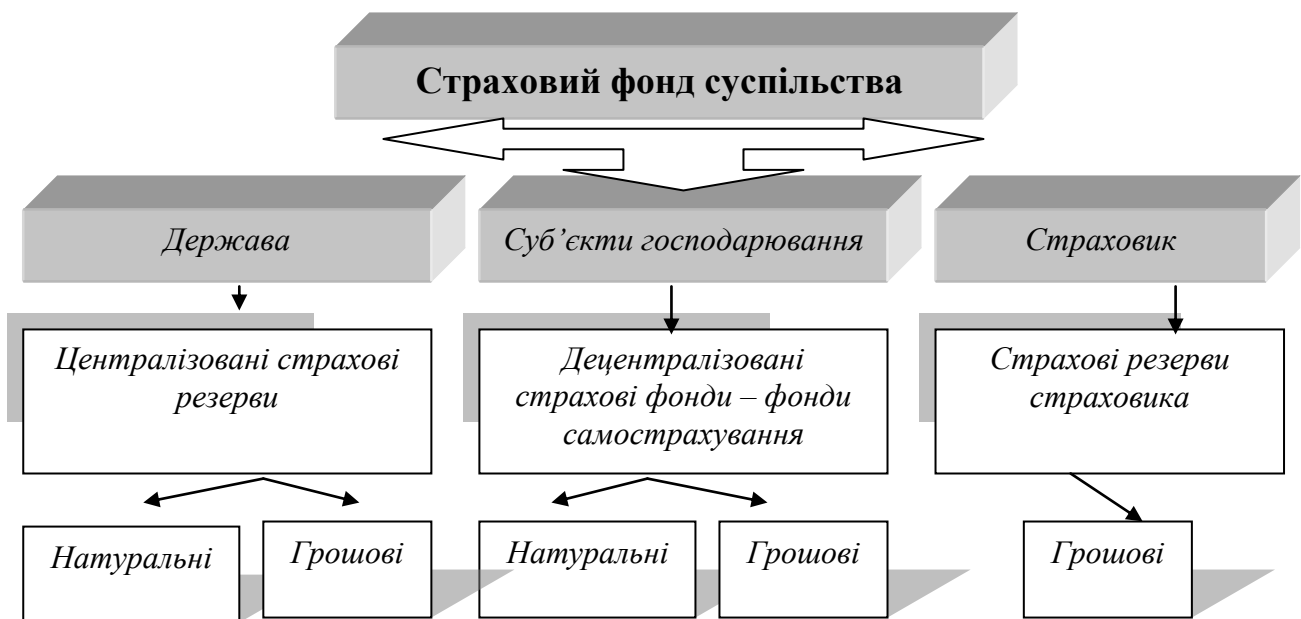 Страховий фонд суспільства
Держава
Суб’єкти господарювання
Страховик
Централізовані страхові
резерви
Децентралізовані
страхові фонди – фонди
самострахування
Страхові резерви
страховика
Натуральні
Грошові
Натуральні
Грошові
Грошові